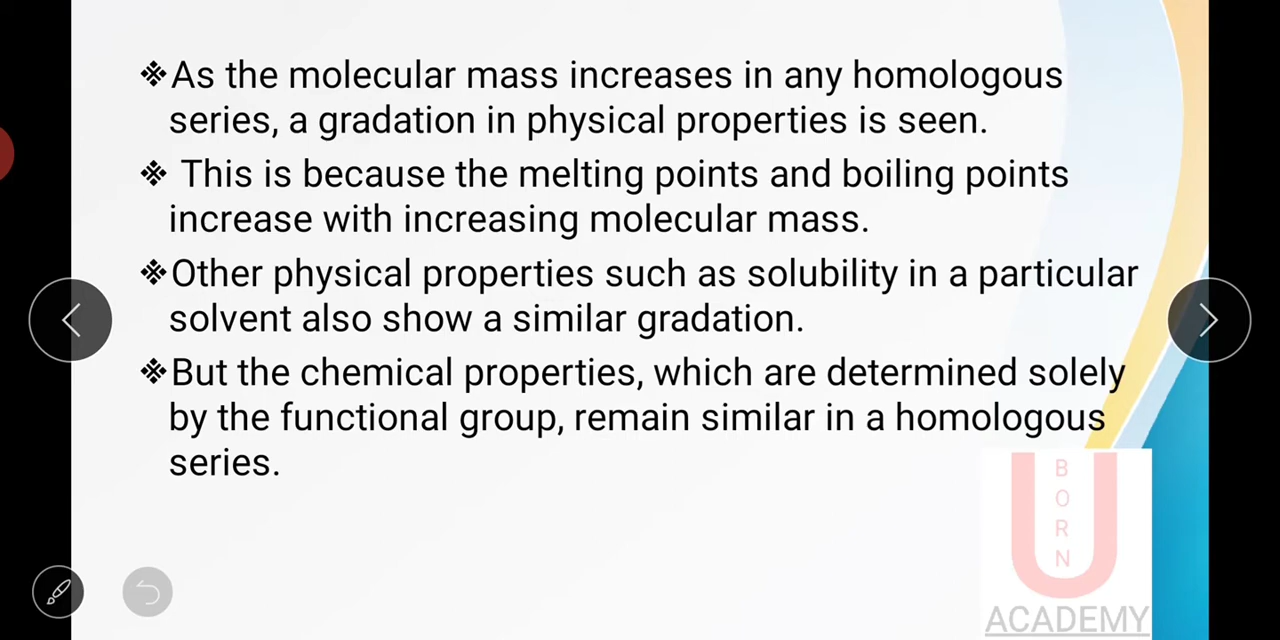 ❖As the molecular mass increases in any homologous
series, a gradation in physical properties is seen.
❖ This is because the melting points and boiling points
increase with increasing molecular mass.
❖Other physical properties such as solubility in a particular
solvent also show a similar gradation.
❖But the chemical properties, which are determined solely
by the functional group, remain similar in a homologous
series.
U
BORN
ACADEMY